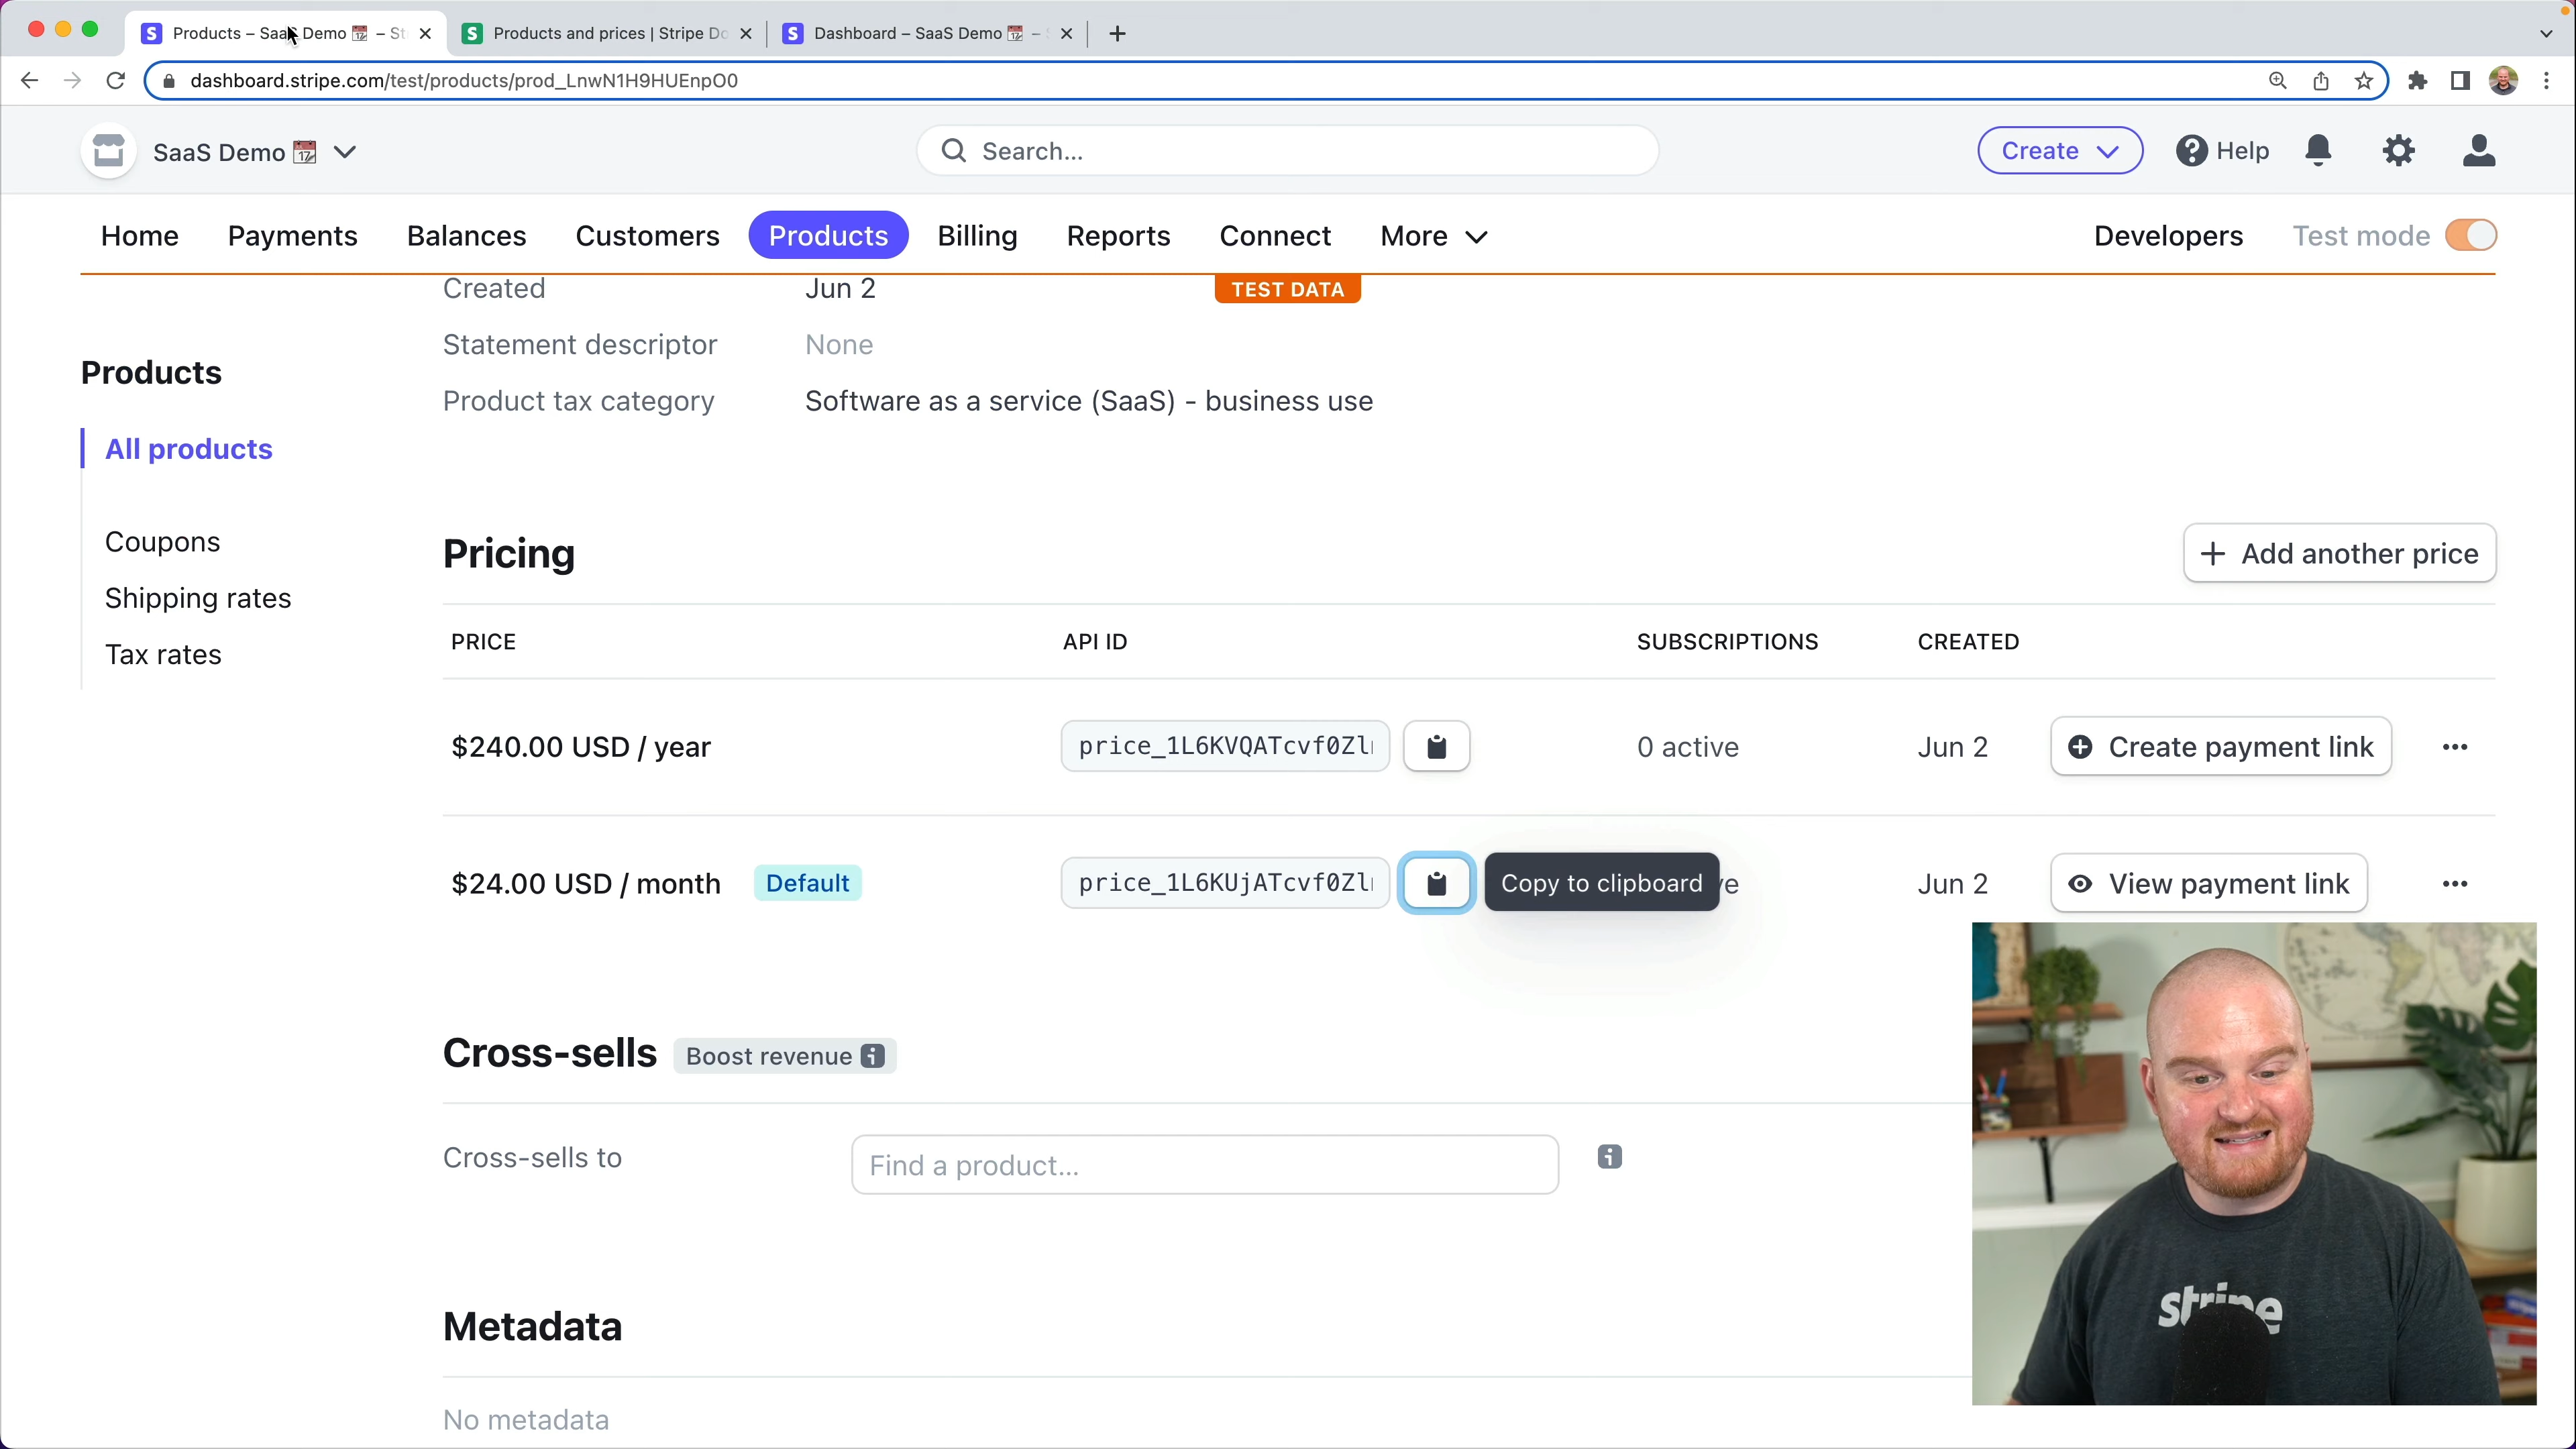 Products – SaaS Demo 📆 – St
Products and prices | Stripe Do
Dashboard – SaaS Demo 📆 –
dashboard.stripe.com/test/products/prod_LnwN1H9HUEnpO0
SaaS Demo 📆
Search...
Create
Help
Home
Payments
Balances
Customers
Products
Billing
Reports
Connect
More
Developers
Test mode
Created
Jun 2
TEST DATA
Statement descriptor
None
Product tax category
Software as a service (SaaS) - business use
Products
All products
Coupons
Shipping rates
Tax rates
Pricing
+ Add another price
PRICE
API ID
SUBSCRIPTIONS
CREATED
$240.00 USD / year
price_1L6KVQATcvf0Zl
0 active
Jun 2
Create payment link
$24.00 USD / month
Default
price_1L6KUjATcvf0Zl
Copy to clipboard
Jun 2
View payment link
Cross-sells
Boost revenue
Cross-sells to
Find a product...
Metadata
No metadata
stripe